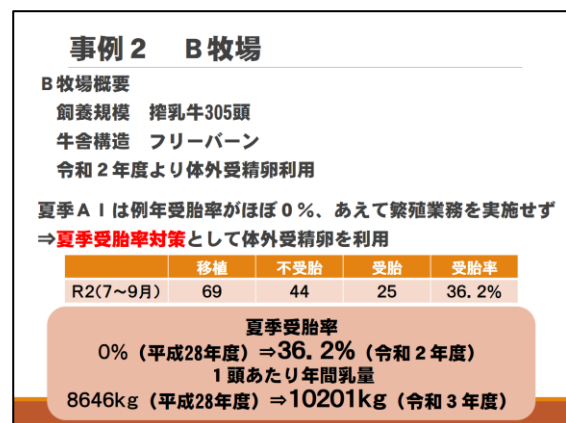 事例２　Ｂ牧場
Ｂ牧場概要
飼養規模　搾乳牛305頭
牛舎構造　フリーバーン
令和２年度より体外受精卵利用
夏季ＡＩは例年受胎率がほぼ０％、あえて繁殖業務を実施せず
⇒夏季受胎率対策として体外受精卵を利用
移植　不受胎　受胎　受胎率
R2(7～9月)　69　44　25　36. 2%
夏季受胎率
0%（平成28年度）⇒36. 2%（令和２年度）
１頭あたり年間乳量
8646kg（平成28年度）⇒10201kg（令和３年度）